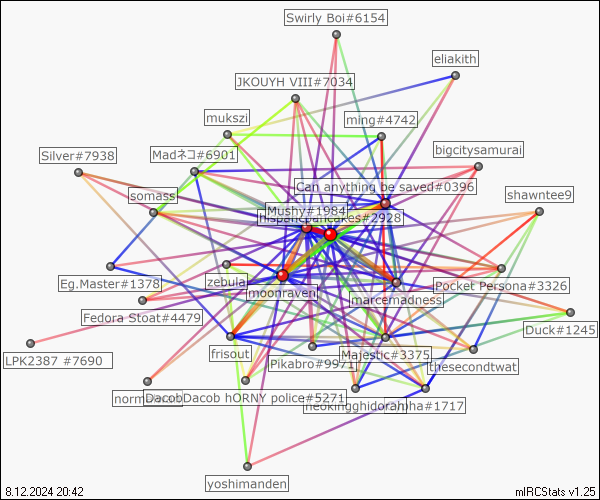 Swirly Boi#6154
eliakith
JKOUYH VIII#7034
mukszi
ming#4742
Silver#7938
Madネコ#6901
bigcitysamurai
Can anything be saved#0396
somass
shawntee9
Mushy#1984
hispanicpancakes#2928
Eg.Master#1378
zebula
moonraven
marcemadness
Pocket Persona#3326
Fedora Stoat#4479
Duck#1245
LPK2387 #7690
frisout
Majestic#3375
Pikabro#9971
thesecondtwat
DacobDacob hORNY police#5271
#1717
yoshimanden
8.12.2024 20:42
mIRCStats v1.25